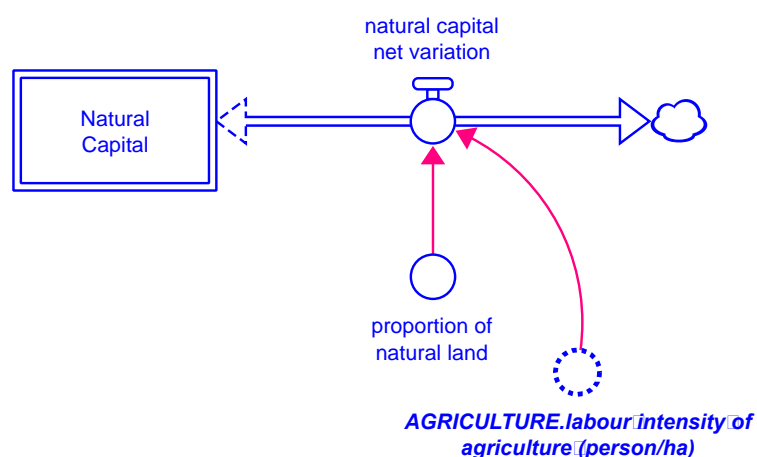 natural capital
net variation
Natural
Capital
proportion of
natural land
AGRICULTURE.labour intensity of
agriculture (person/ha)